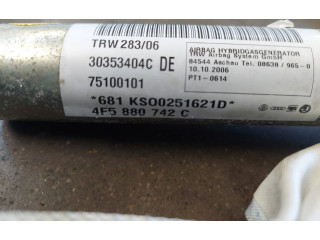 TRW 283/06
30353404C DE
75100101
*681 KS00251621D*
4F5 880 742 C
AIRBAG HYBRIDGASGENERATOR
TRW Airbag System GmbH
84544 Aschau Tel. 08638 / 965-0
10.10.2006
PT1-0614